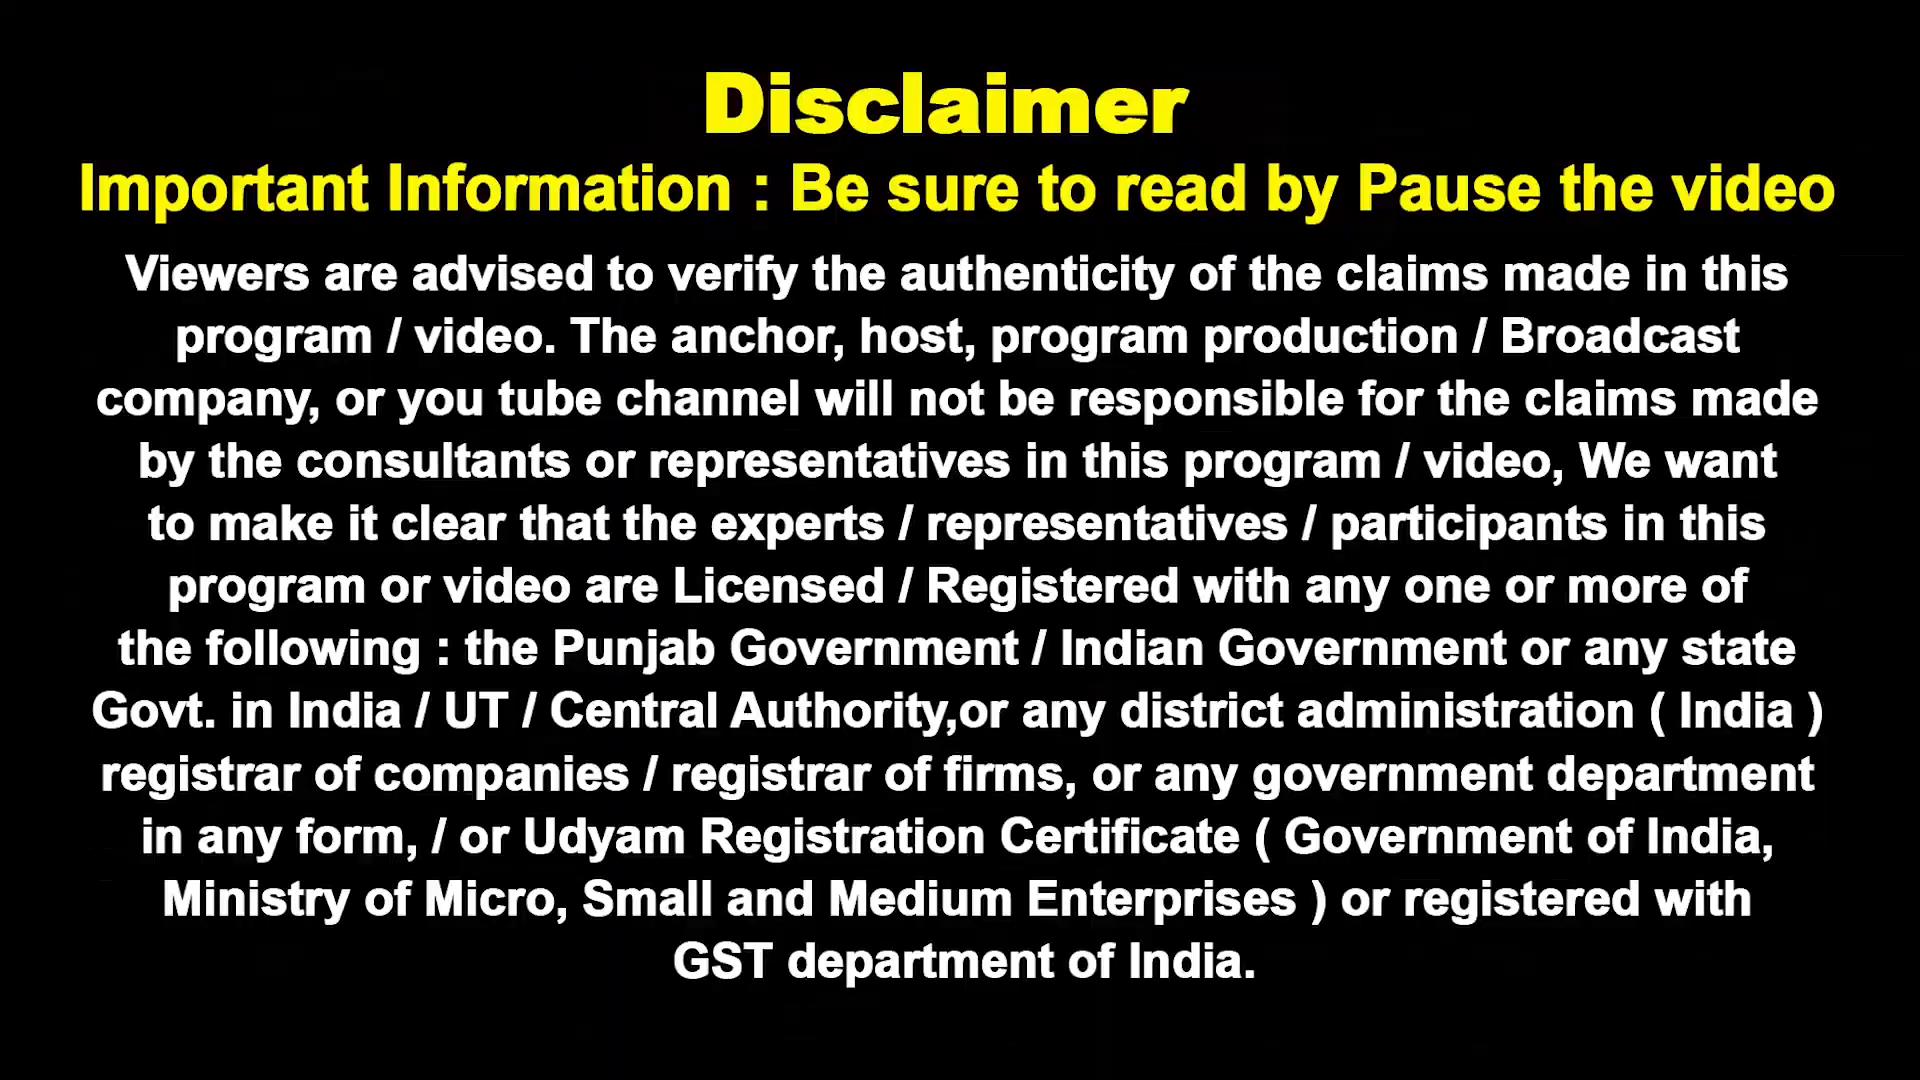 Disclaimer
Important Information : Be sure to read by Pause the video
Viewers are advised to verify the authenticity of the claims made in this
program / video. The anchor, host, program production / Broadcast
company, or you tube channel will not be responsible for the claims made
by the consultants or representatives in this program / video, We want
to make it clear that the experts / representatives / participants in this
program or video are Licensed / Registered with any one or more of
the following : the Punjab Government / Indian Government or any state
Govt. in India / UT / Central Authority,or any district administration ( India )
registrar of companies / registrar of firms, or any government department
in any form, / or Udyam Registration Certificate ( Government of India,
Ministry of Micro, Small and Medium Enterprises ) or registered with
GST department of India.